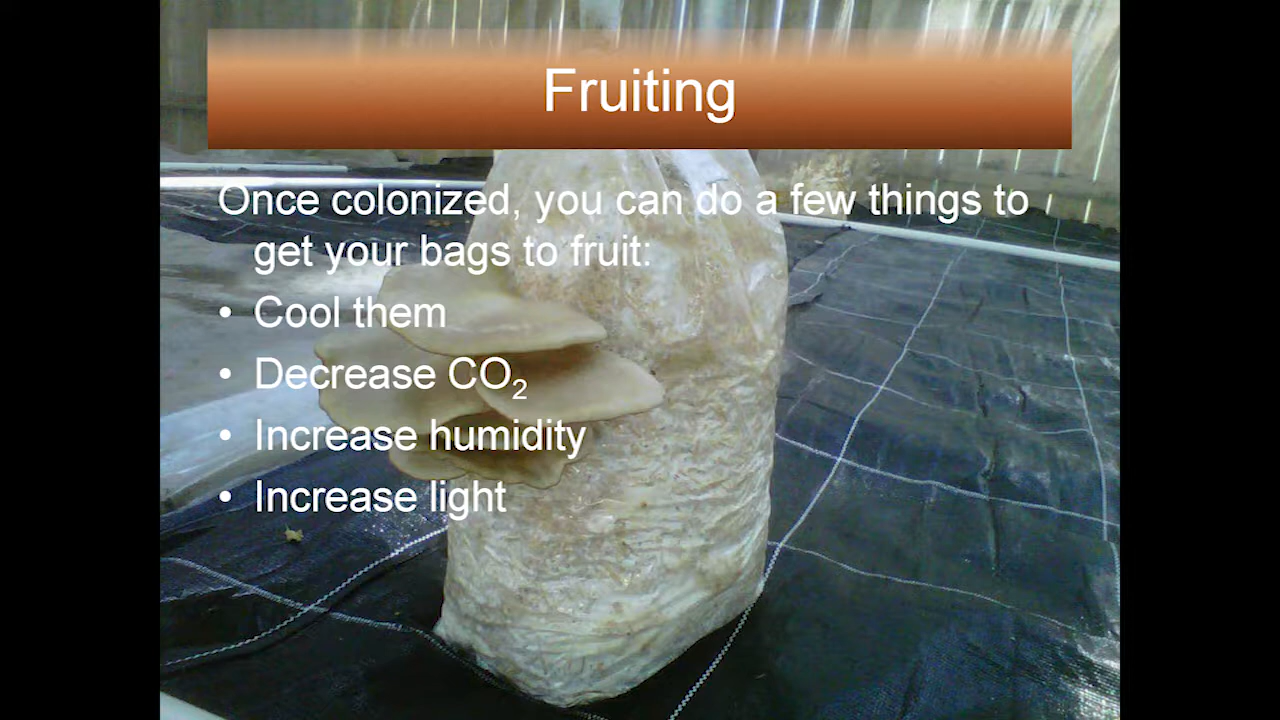 Fruiting
Once colonized, you can do a few things to
get your bags to fruit:
• Cool them
• Decrease CO₂
• Increase humidity
• Increase light